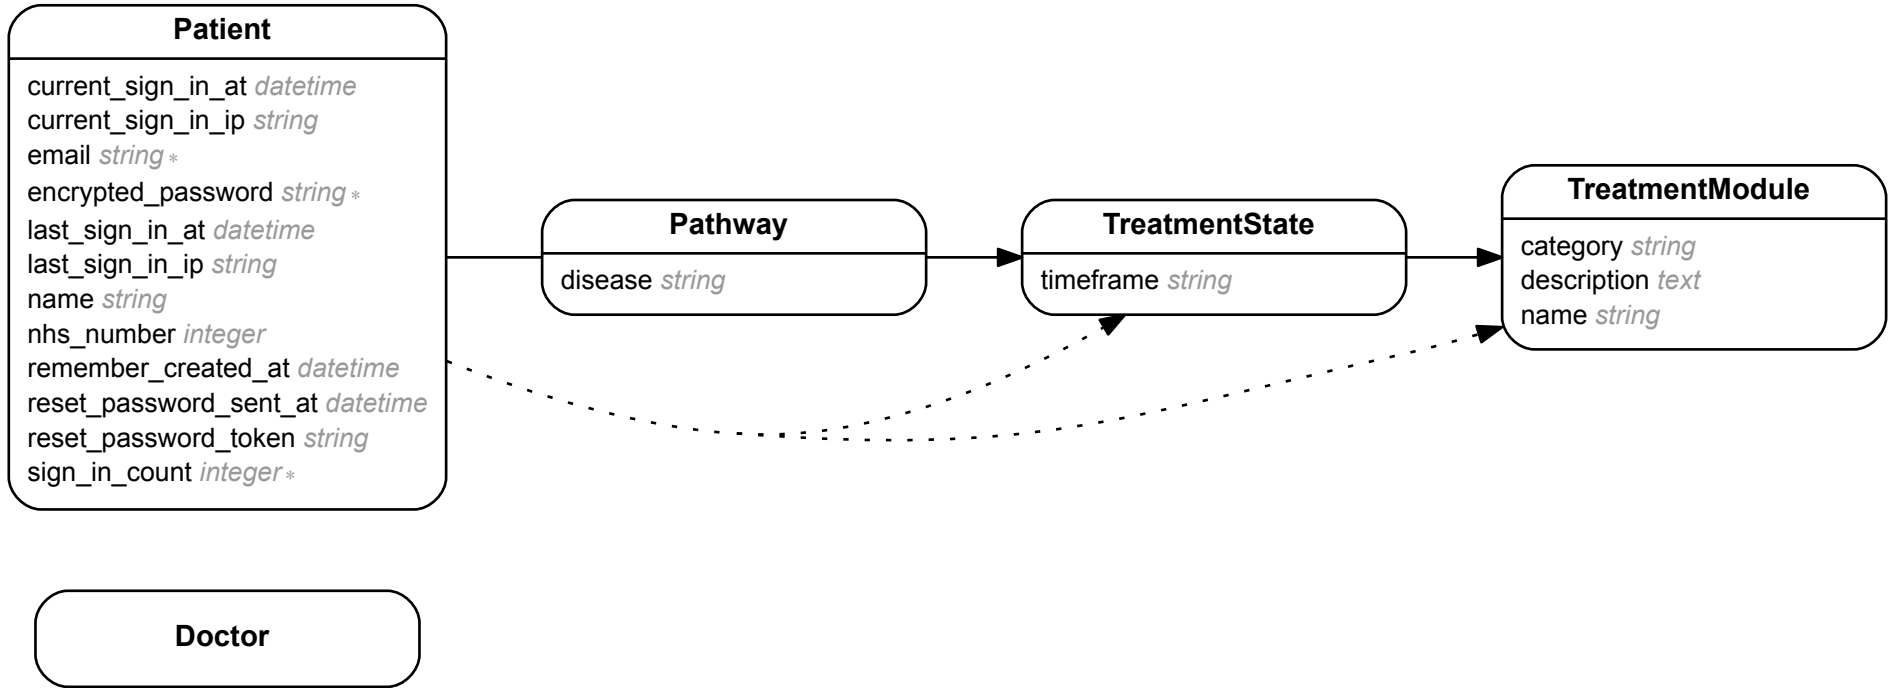 Patient
current_sign_in_at datetime
current_sign_in_ip string
email string *
encrypted_password string *
last_sign_in_at datetime
last_sign_in_ip string
name string
nhs_number integer
remember_created_at datetime
reset_password_sent_at datetime
reset_password_token string
sign_in_count integer *
Pathway
disease string
TreatmentState
timeframe string
TreatmentModule
category string
description text
name string
Doctor